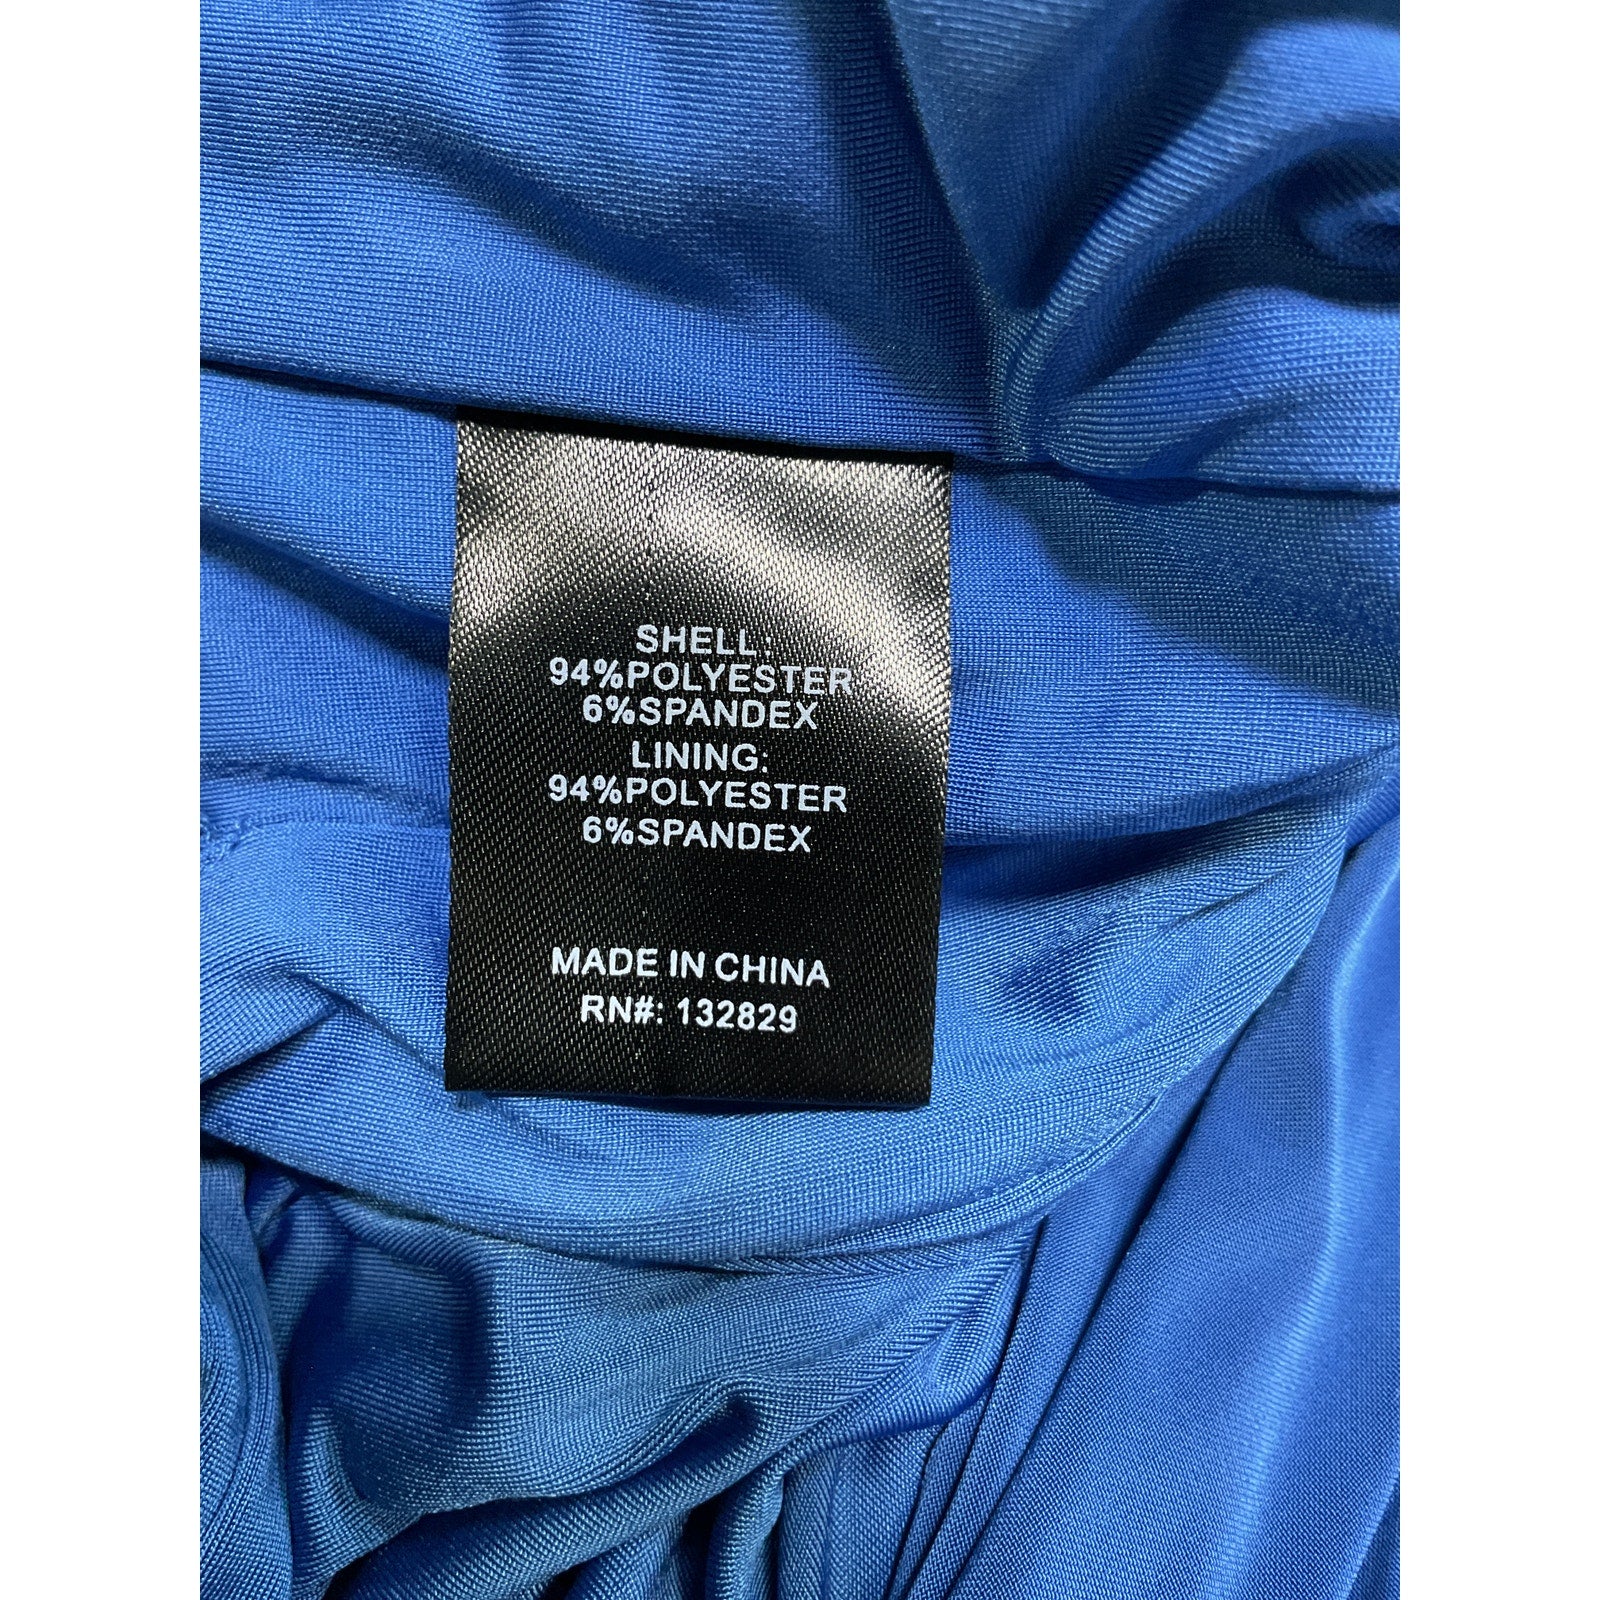 SHELL:
94%POLYESTER
6%SPANDEX
LINING:
94%POLYESTER
6%SPANDEX
MADE IN CHINA
RN#: 132829